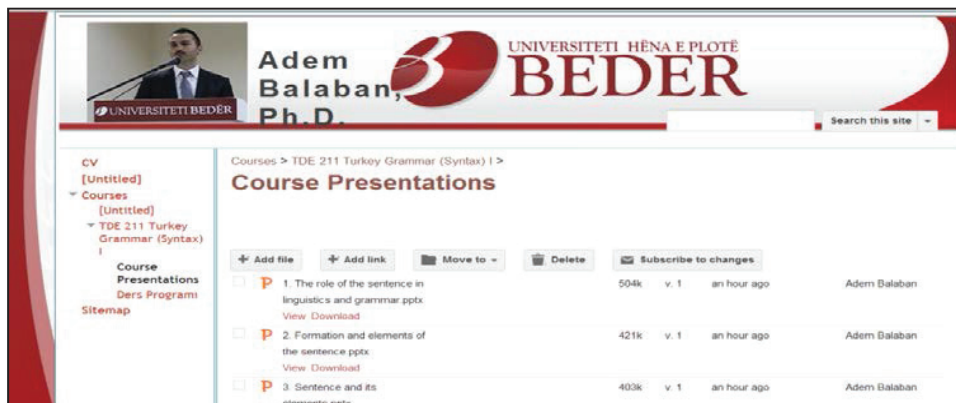 Adem
Balaban,
Ph.D.
UNIVERSITETI HËNA E PLOTË
BEDER
UNIVERSITETI BEDËR
Search this site
CV
[Untitled]
Courses
[Untitled]
TDE 211 Turkey
Grammar (Syntax)
I
Course
Presentations
Ders Programı
Sitemap
Courses > TDE 211 Turkey Grammar (Syntax) I >
Course Presentations
Add file Add link Move to Delete Subscribe to changes
1. The role of the sentence in 504k v. 1 an hour ago Adem Balaban
linguistics and grammar.pptx
View Download
2. Formation and elements of 421k v. 1 an hour ago Adem Balaban
the sentence.pptx
View Download
3. Sentence and its 403k v. 1 an hour ago Adem Balaban
elements.pptx